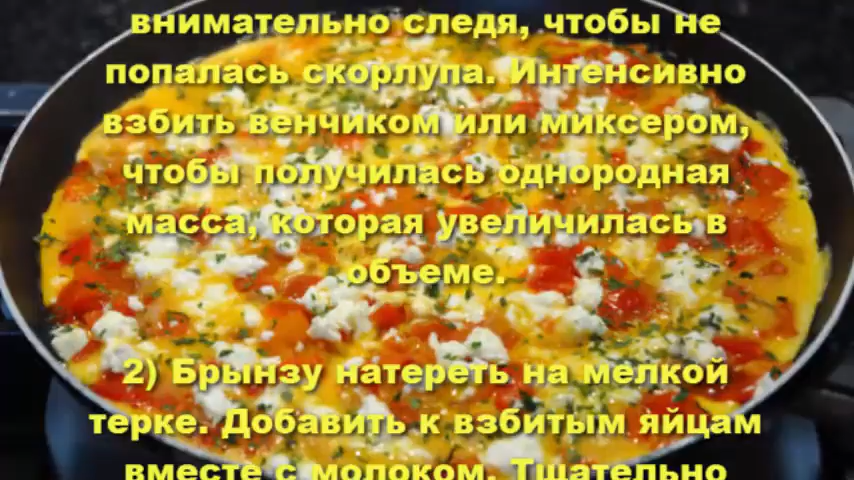 внимательно следя, чтобы не
попалась скорлупа. Интенсивно
взбить венчиком или миксером,
чтобы получилась однородная
масса, которая увеличилась в
объеме.
2) Брынзу натереть на мелкой
терке. Добавить к взбитым яйцам
вместе с молоком. Тщательно